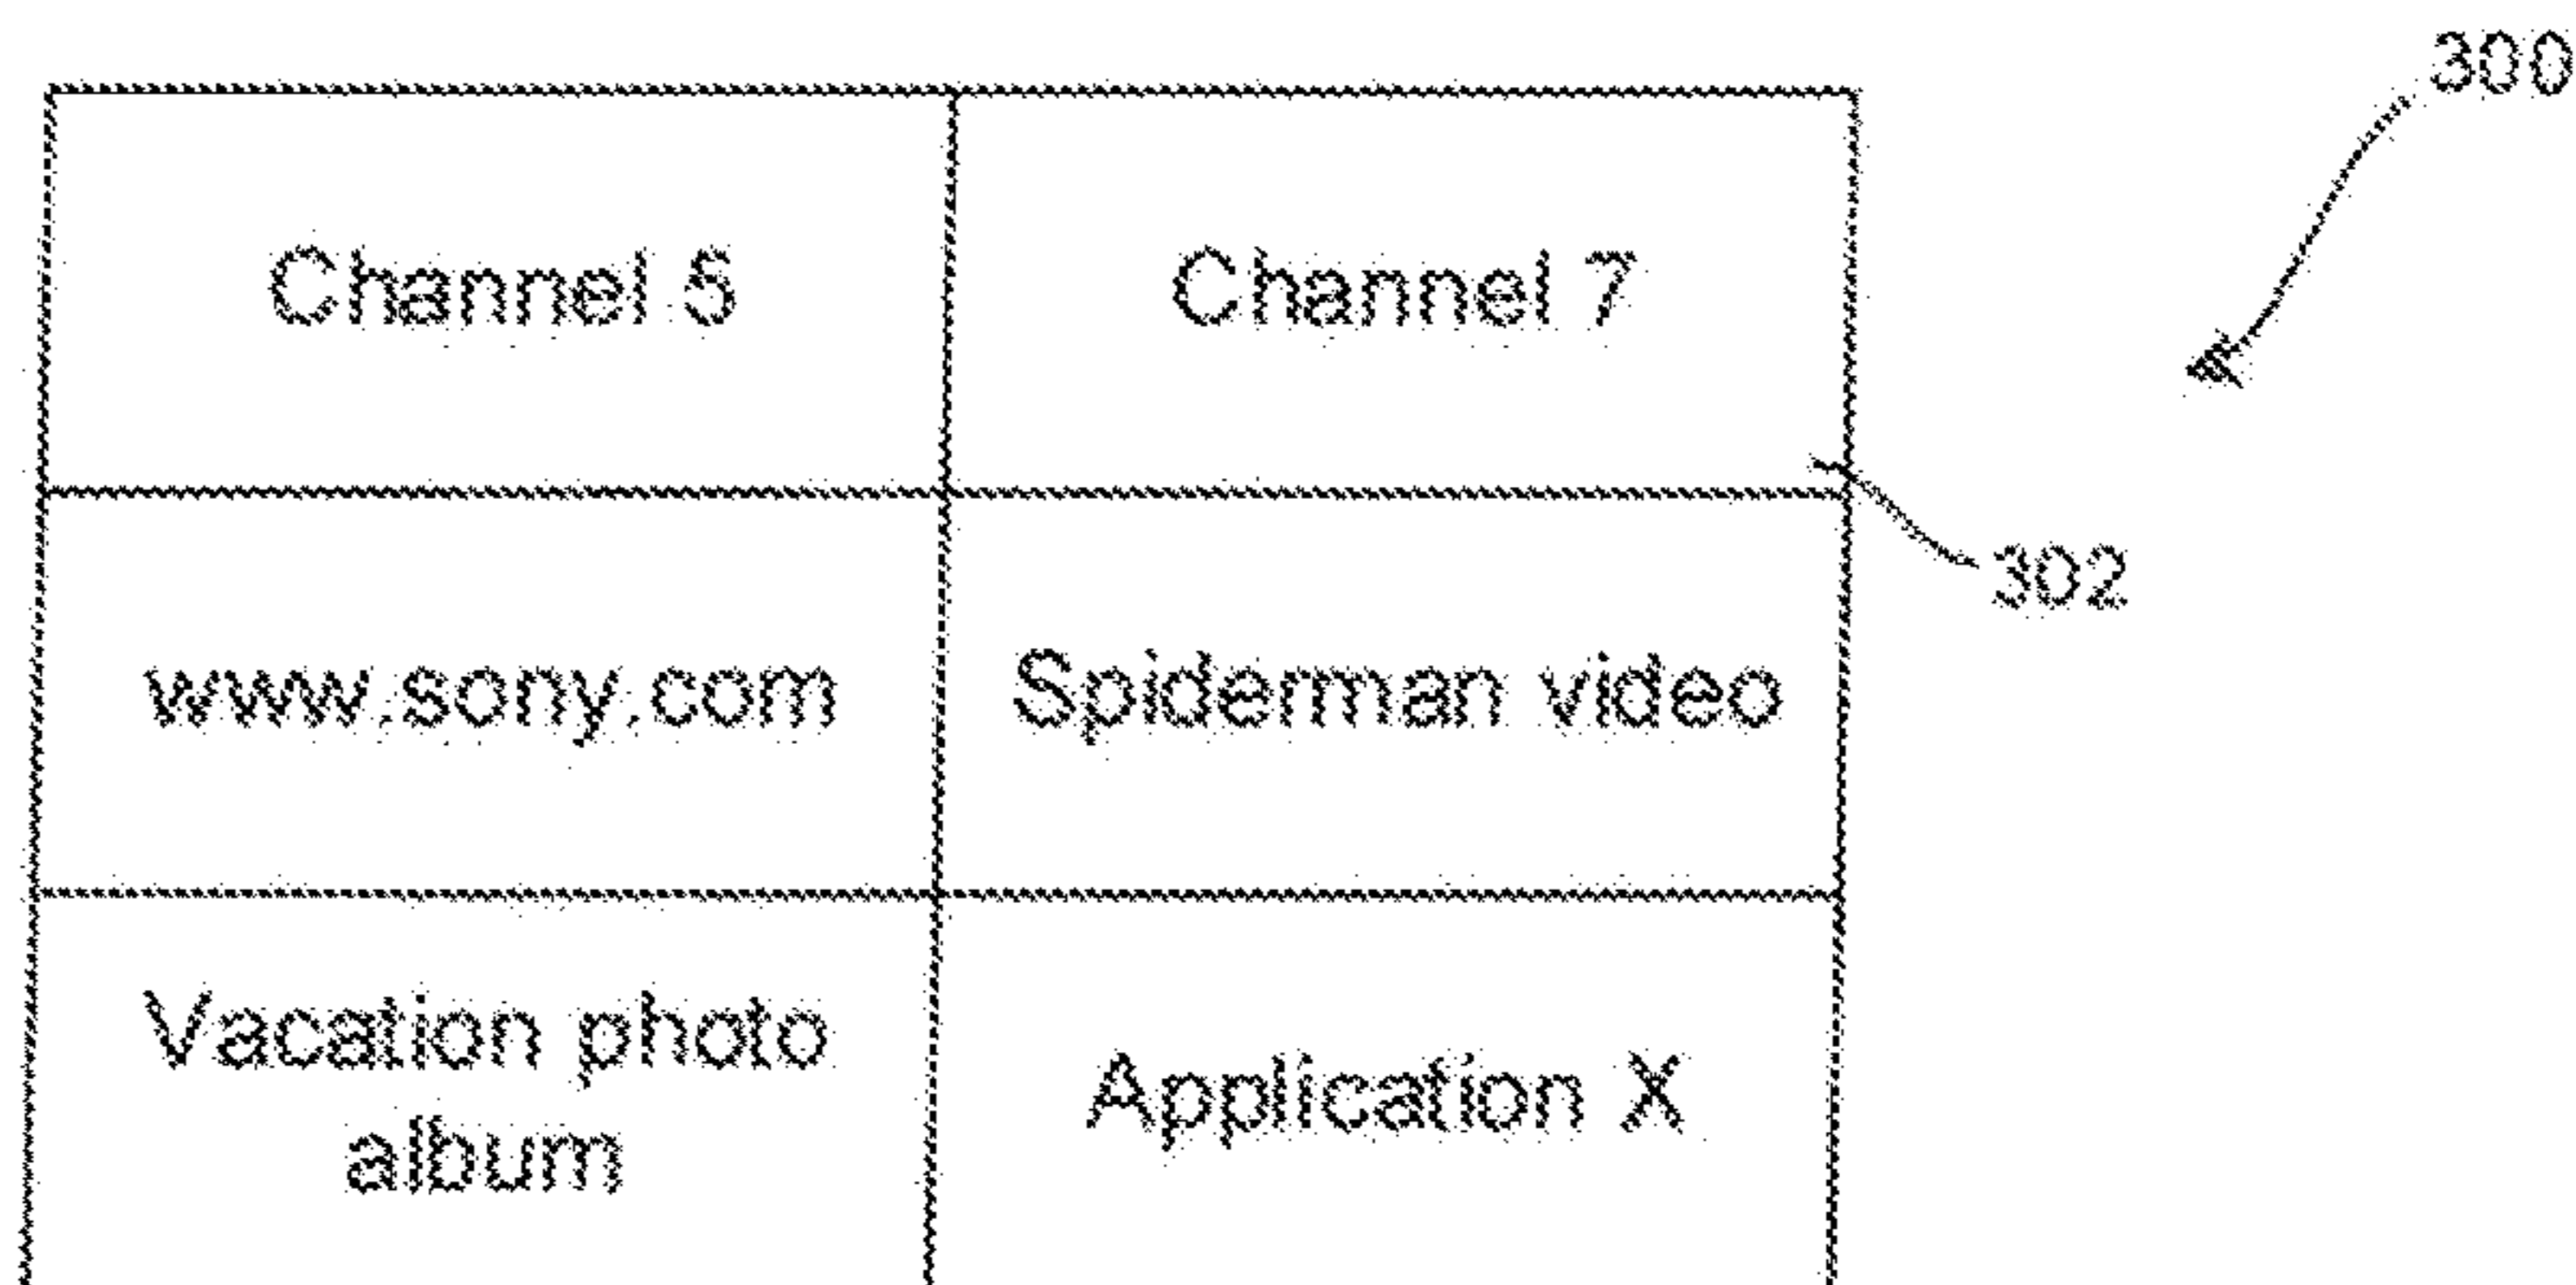 300
Channel 5
Channel 7
302
www.sony.com
Spiderman video
Vacation photo
album
Application X